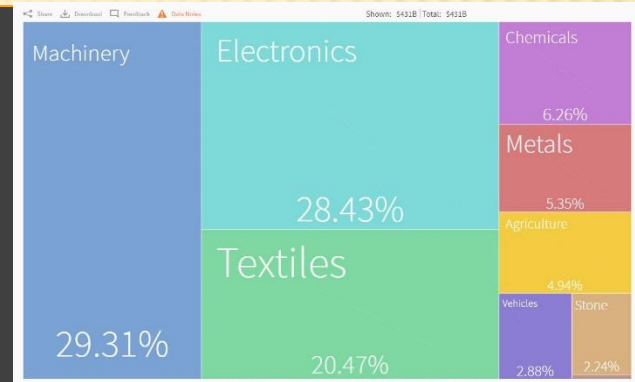 Share Download Feedback Data Notes Shown: $431B | Total: $431B
Machinery
29.31%
Electronics
28.43%
Textiles
20.47%
Chemicals
6.26%
Metals
5.35%
Agriculture
4.94%
Vehicles
2.88%
Stone
2.24%